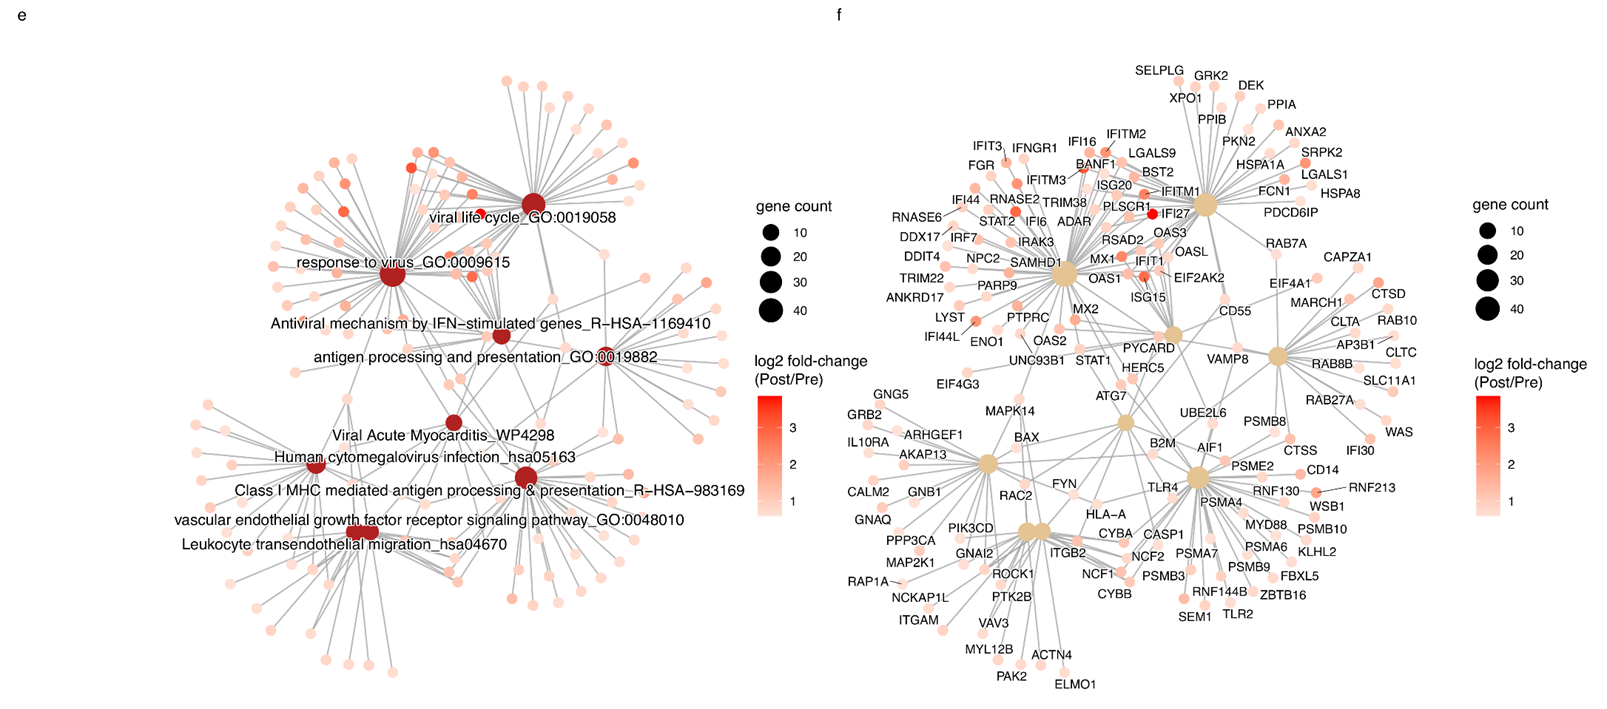 e
viral life cycle_GO:0019058
response to virus_GO:0009615
Antiviral mechanism by IFN−stimulated genes_R−HSA−1169410
antigen processing and presentation_GO:0019882
Viral Acute Myocarditis_WP4298
Human cytomegalovirus infection_hsa05163
Class I MHC mediated antigen processing & presentation_R−HSA−983169
vascular endothelial growth factor receptor signaling pathway_GO:0048010
Leukocyte transendothelial migration_hsa04670
gene count
10
20
30
40
log2 fold−change
(Post/Pre)
3
2
1
f
SELPLG
GRK2
DEK
XPO1
PPIA
PPIB
PKN2
ANXA2
IFITM2
IFI16
IFIT3
IFNGR1
LGALS9
SRPK2
FGR
BANF1
HSPA1A
BST2
LGALS1
IFITM3
ISG20
IFITM1
FCN1
HSPA8
IFI44
RNASE2
TRIM38
PLSCR1
IFI27
PDCD6IP
RNASE6
STAT2
IFI6
ADAR
OAS3
DDX17
IRF7
IRAK3
RSAD2
RAB7A
DDIT4
NPC2
SAMHD1
MX1
IFIT1
OASL
CAPZA1
TRIM22
PARP9
OAS1
EIF2AK2
EIF4A1
CTSD
ANKRD17
ISG15
MARCH1
LYST
PTPRC
MX2
CD55
CLTA
RAB10
IFI44L
ENO1
OAS2
PYCARD
AP3B1
UNC93B1
STAT1
VAMP8
RAB8B
CLTC
EIF4G3
HERC5
SLC11A1
GNG5
ATG7
RAB27A
GRB2
MAPK14
UBE2L6
PSMB8
WAS
IL10RA
ARHGEF1
BAX
B2M
AIF1
CTSS
IFI30
AKAP13
PSME2
CD14
CALM2
GNB1
RAC2
FYN
TLR4
RNF130
RNF213
GNAQ
HLA−A
PSMA4
WSB1
PPP3CA
PIK3CD
CYBA
CASP1
MYD88
PSMB10
MAP2K1
GNAI2
ITGB2
NCF2
PSMA7
PSMA6
KLHL2
RAP1A
ROCK1
NCF1
PSMB3
PSMB9
FBXL5
NCKAP1L
PTK2B
CYBB
RNF144B
ZBTB16
ITGAM
VAV3
SEM1
TLR2
MYL12B
ACTN4
PAK2
ELMO1
gene count
10
20
30
40
log2 fold−change
(Post/Pre)
3
2
1